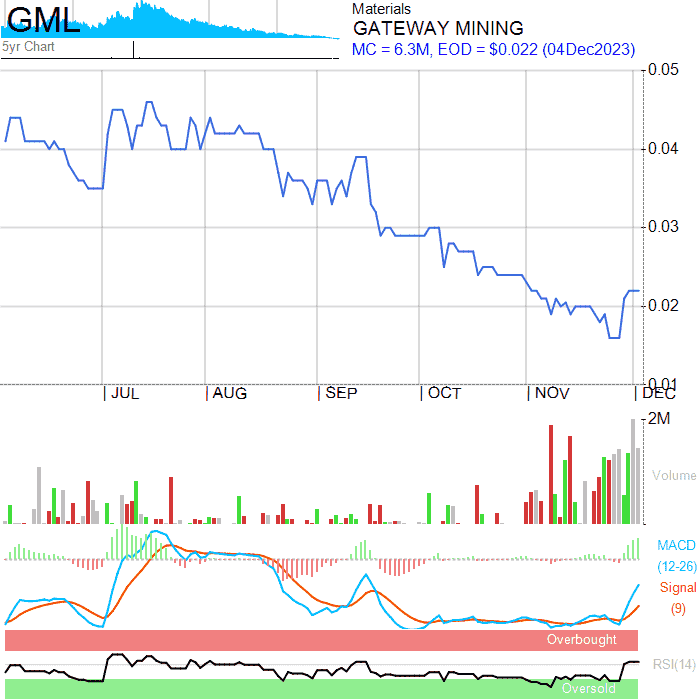 GML
5yr Chart
Materials
GATEWAY MINING
MC = 6.3M, EOD = $0.022 (04Dec2023)
0.05
0.04
0.03
0.02
0.01
JUL AUG SEP OCT NOV DEC
2M
Volume
MACD
(12-26)
Signal
(9)
Overbought
RSI(14)
Oversold